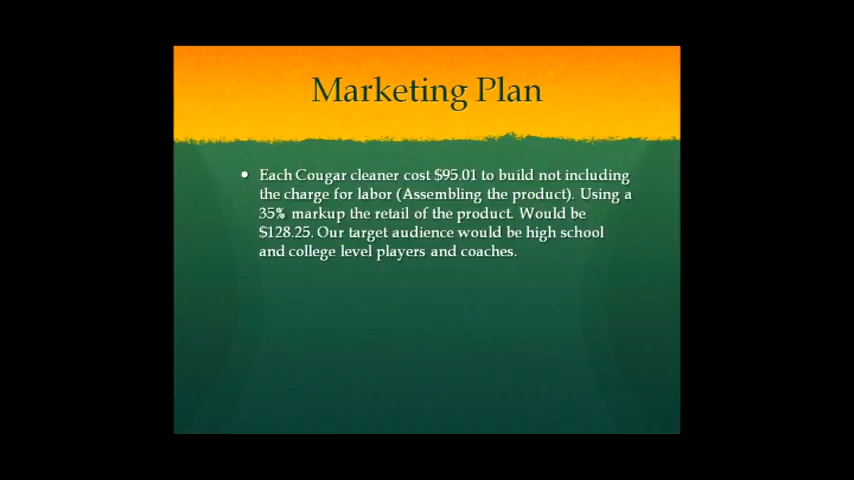 Marketing Plan
• Each Cougar cleaner cost $95.01 to build not including
the charge for labor (Assembling the product). Using a
35% markup the retail of the product. Would be
$128.25. Our target audience would be high school
and college level players and coaches.